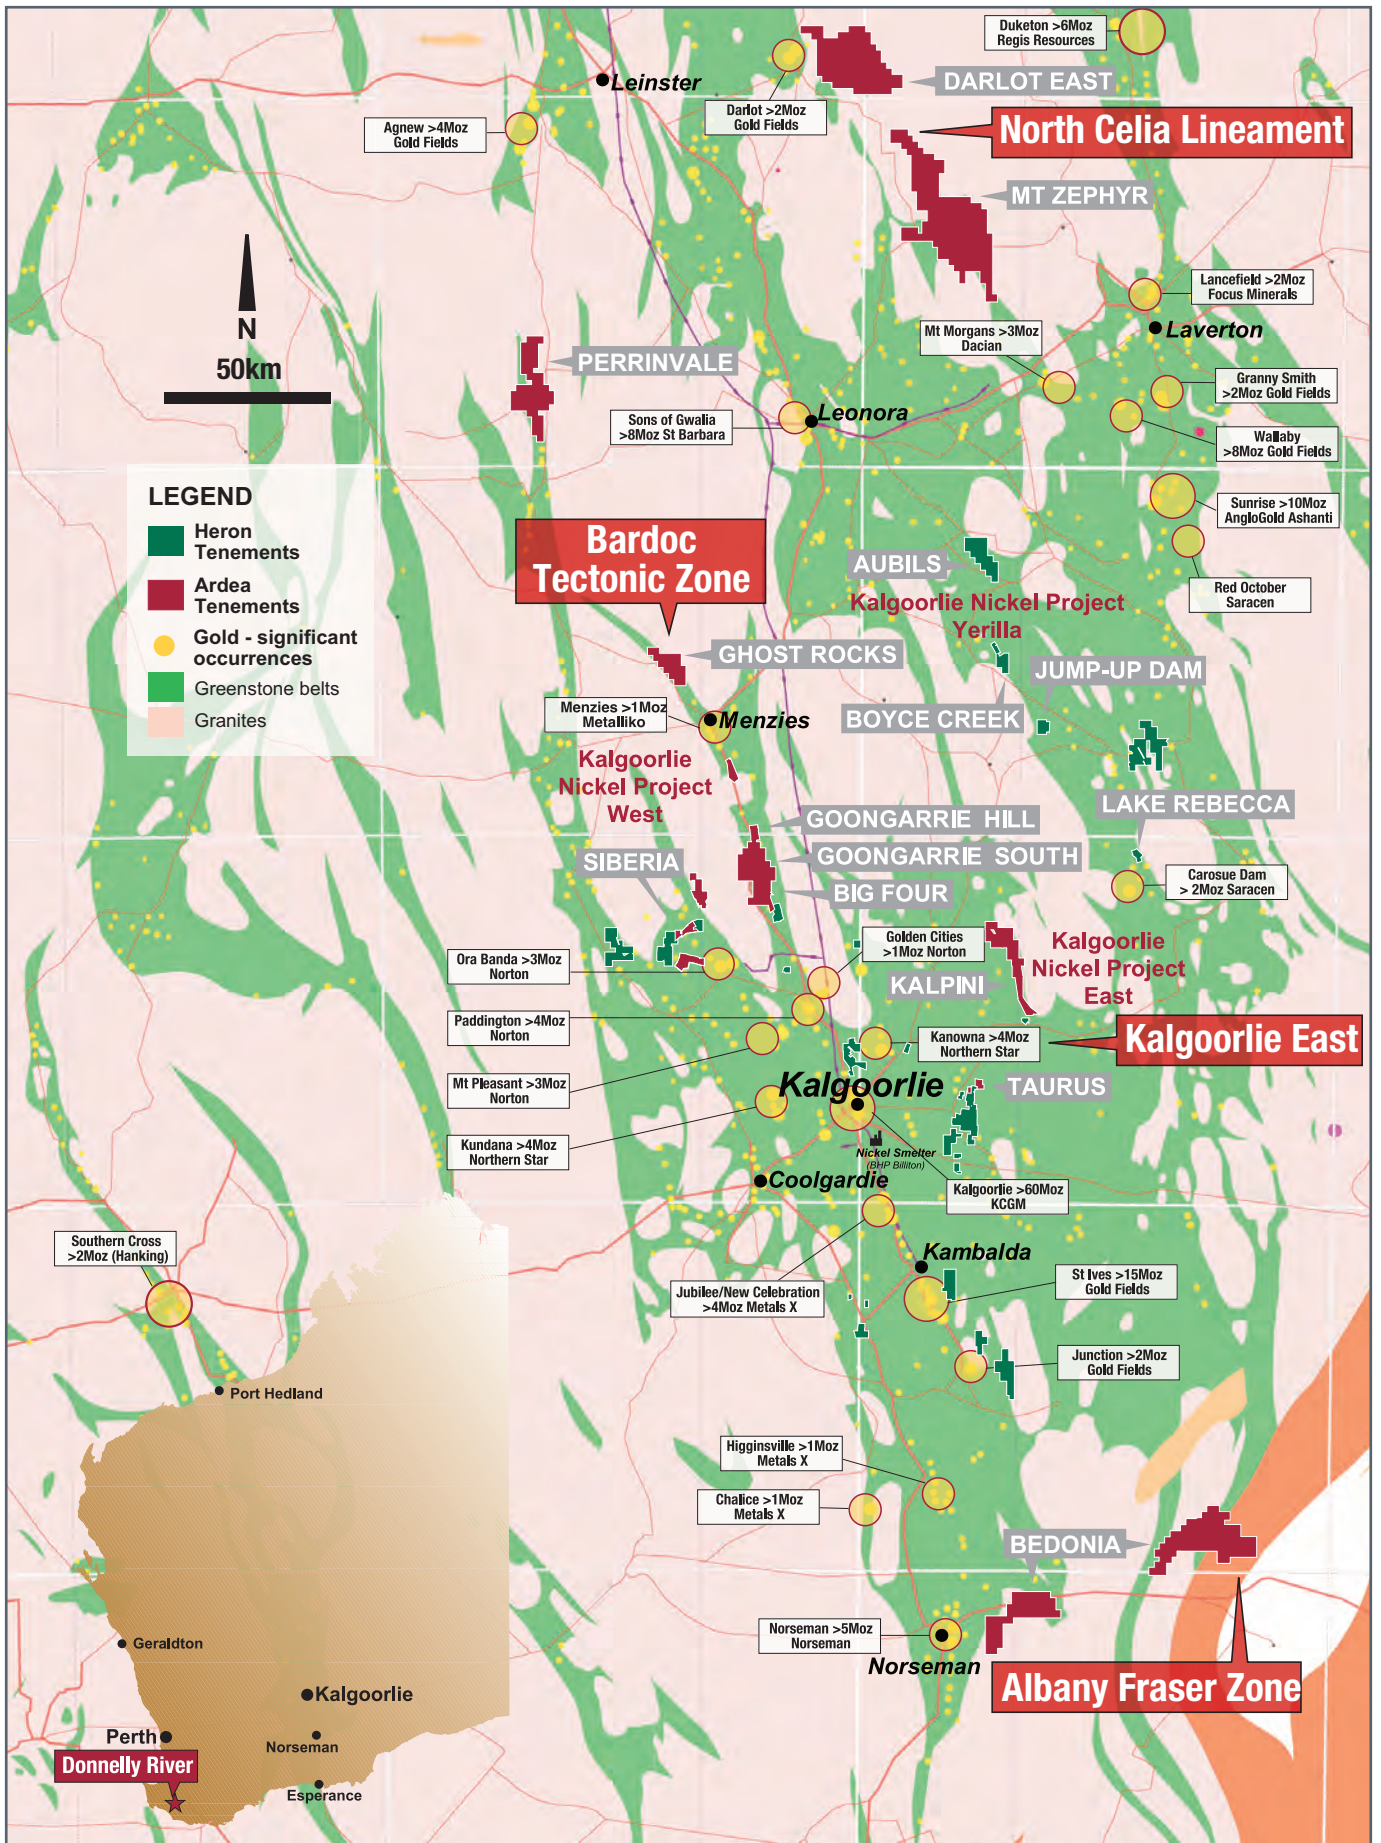 Duketon >6Moz
Regis Resources
Leinster
DARLOT EAST
Darlot >2Moz
Gold Fields
Agnew >4Moz
Gold Fields
North Celia Lineament
MT ZEPHYR
N
50km
Lancefield >2Moz
Focus Minerals
Laverton
Mt Morgans >3Moz
Dacian
PERRINVALE
Granny Smith
>2Moz Gold Fields
Leonora
Sons of Gwalia
>8Moz St Barbara
Wallaby
>8Moz Gold Fields
LEGEND
Heron
Tenements
Ardea
Tenements
Gold - significant
occurrences
Greenstone belts
Granites
Sunrise >10Moz
AngloGold Ashanti
Bardoc
Tectonic Zone
AUBILS
Red October
Saracen
Kalgoorlie Nickel Project
Yerilla
GHOST ROCKS
JUMP-UP DAM
Menzies >1Moz
Metalliko
Menzies
BOYCE CREEK
Kalgoorlie
Nickel Project
West
LAKE REBECCA
GOONGARRIE HILL
GOONGARRIE SOUTH
SIBERIA
BIG FOUR
Carosue Dam
> 2Moz Saracen
Golden Cities
>1Moz Norton
Kalgoorlie
Nickel Project
East
Ora Banda >3Moz
Norton
KALPINI
Paddington >4Moz
Norton
Kanowna >4Moz
Northern Star
Kalgoorlie East
Mt Pleasant >3Moz
Norton
Kalgoorlie
TAURUS
Kundana >4Moz
Northern Star
Nickel Smelter
(BHP Billiton)
Coolgardie
Kalgoorlie >60Moz
KCGM
Southern Cross
>2Moz (Hanking)
Kambalda
Jubilee/New Celebration
>4Moz Metals X
St Ives >15Moz
Gold Fields
Junction >2Moz
Gold Fields
Port Hedland
Higginsville >1Moz
Metals X
Chalice >1Moz
Metals X
BEDONIA
Norseman >5Moz
Norseman
Norseman
Albany Fraser Zone
Geraldton
Kalgoorlie
Perth
Norseman
Donnelly River
Esperance